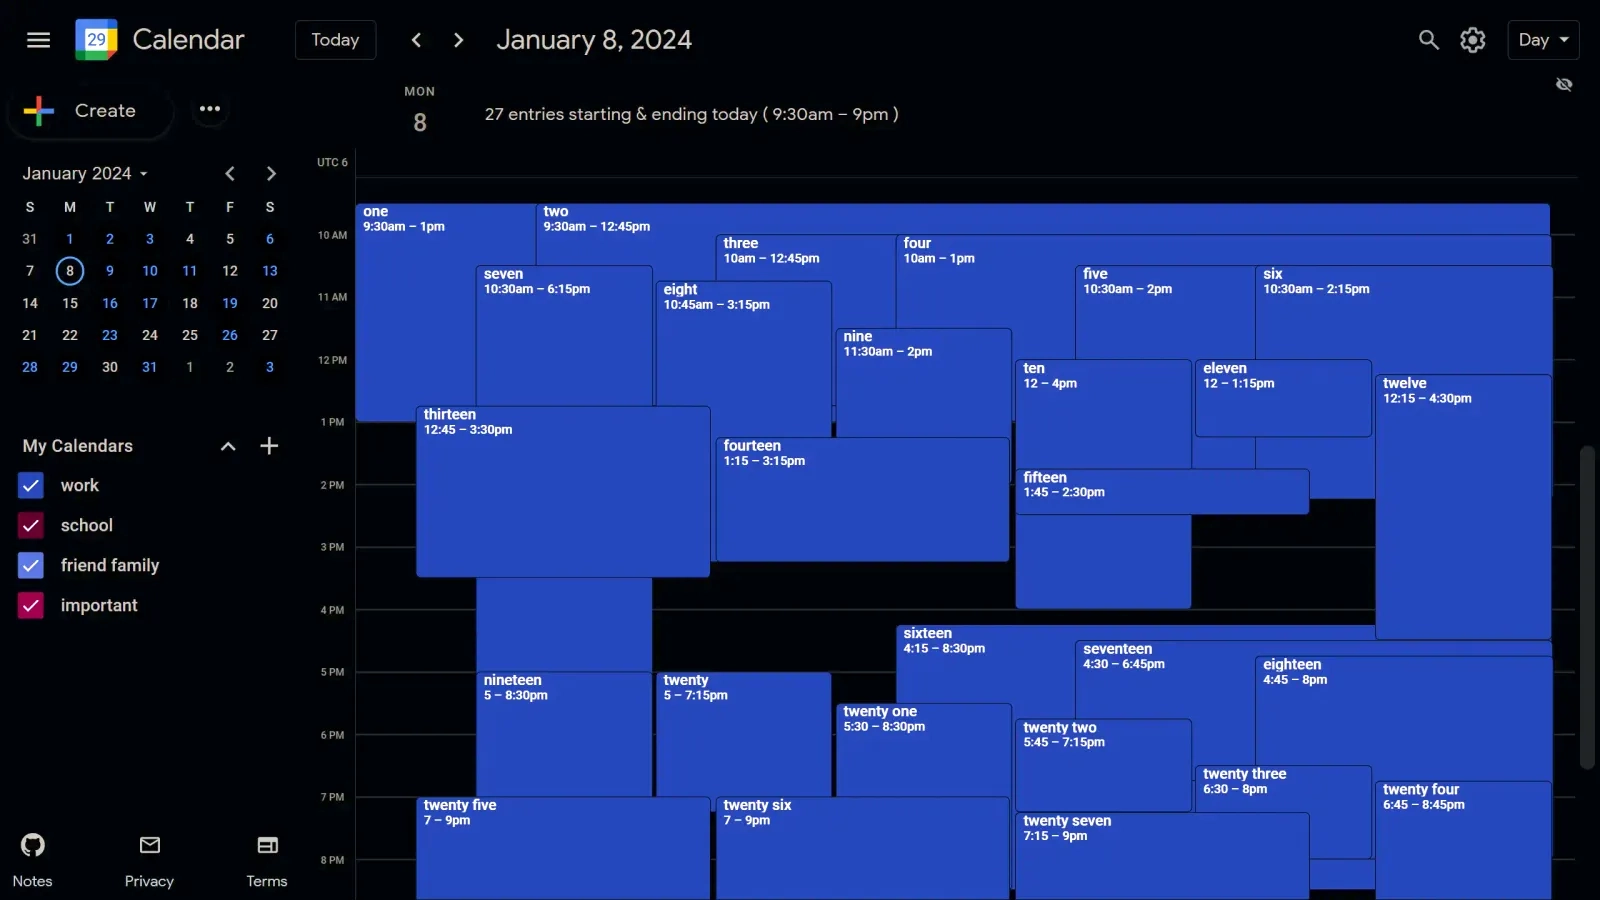 29 Calendar Today January 8, 2024 Day
Create
MON
8
27 entries starting & ending today ( 9:30am – 9pm )
UTC 6
January 2024
S M T W T F S
31 1 2 3 4 5 6
7 8 9 10 11 12 13
14 15 16 17 18 19 20
21 22 23 24 25 26 27
28 29 30 31 1 2 3
My Calendars
work
school
friend family
important
Notes
Privacy
Terms
10 AM
11 AM
12 PM
1 PM
2 PM
3 PM
4 PM
5 PM
6 PM
7 PM
8 PM
one
9:30am – 1pm
two
9:30am – 12:45pm
three
10am – 12:45pm
four
10am – 1pm
five
10:30am – 2pm
six
10:30am – 2:15pm
seven
10:30am – 6:15pm
eight
10:45am – 3:15pm
nine
11:30am – 2pm
ten
12 – 4pm
eleven
12 – 1:15pm
twelve
12:15 – 4:30pm
thirteen
12:45 – 3:30pm
fourteen
1:15 – 3:15pm
fifteen
1:45 – 2:30pm
sixteen
4:15 – 8:30pm
seventeen
4:30 – 6:45pm
eighteen
4:45 – 8pm
nineteen
5 – 8:30pm
twenty
5 – 7:15pm
twenty one
5:30 – 8:30pm
twenty two
5:45 – 7:15pm
twenty three
6:30 – 8pm
twenty four
6:45 – 8:45pm
twenty five
7 – 9pm
twenty six
7 – 9pm
twenty seven
7:15 – 9pm